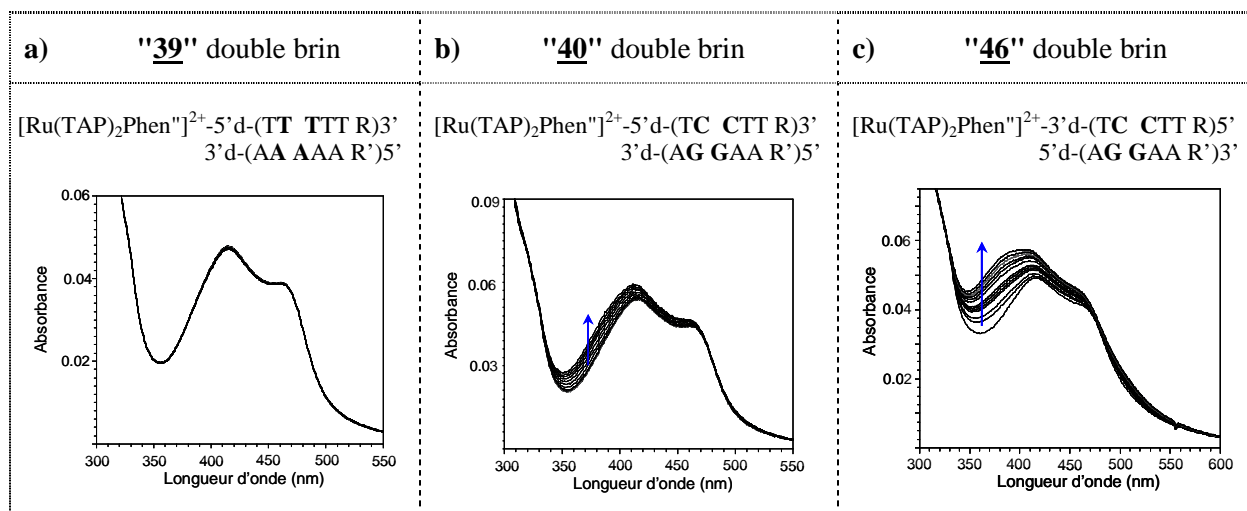 a) "39" double brin
[Ru(TAP)2Phen"]2+-5'd-(TT TTT R)3'
3'd-(AA AAA R')5'
0.06
0.04
0.02
Absorbance
300 350 400 450 500 550
Longueur d'onde (nm)
b) "40" double brin
[Ru(TAP)2Phen"]2+-5'd-(TC CTT R)3'
3'd-(AG GAA R')5'
0.09
0.06
0.03
Absorbance
300 350 400 450 500 550
Longueur d'onde (nm)
c) "46" double brin
[Ru(TAP)2Phen"]2+-3'd-(TC CTT R)5'
5'd-(AG GAA R')3'
0.06
0.04
0.02
Absorbance
300 350 400 450 500 550 600
Longueur d'onde (nm)